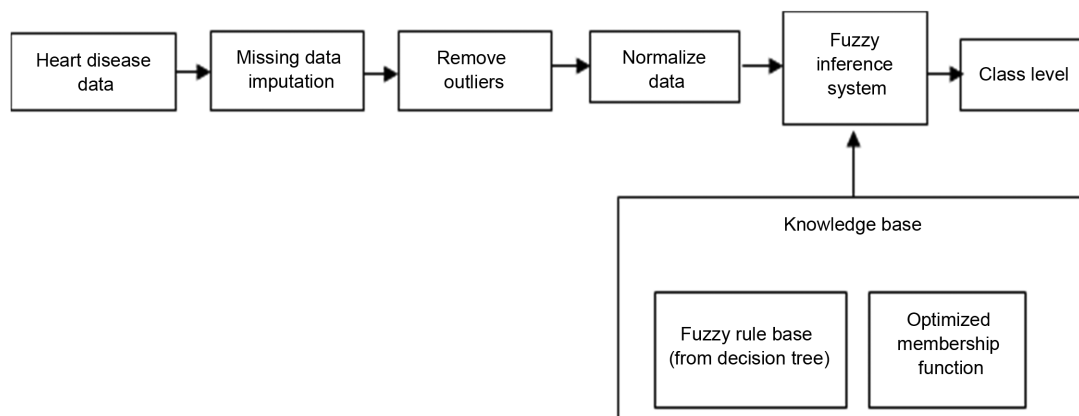 Heart disease
data
Missing data
imputation
Remove
outliers
Normalize
data
Fuzzy
inference
system
Class level
Knowledge base
Fuzzy rule base
(from decision tree)
Optimized
membership
function